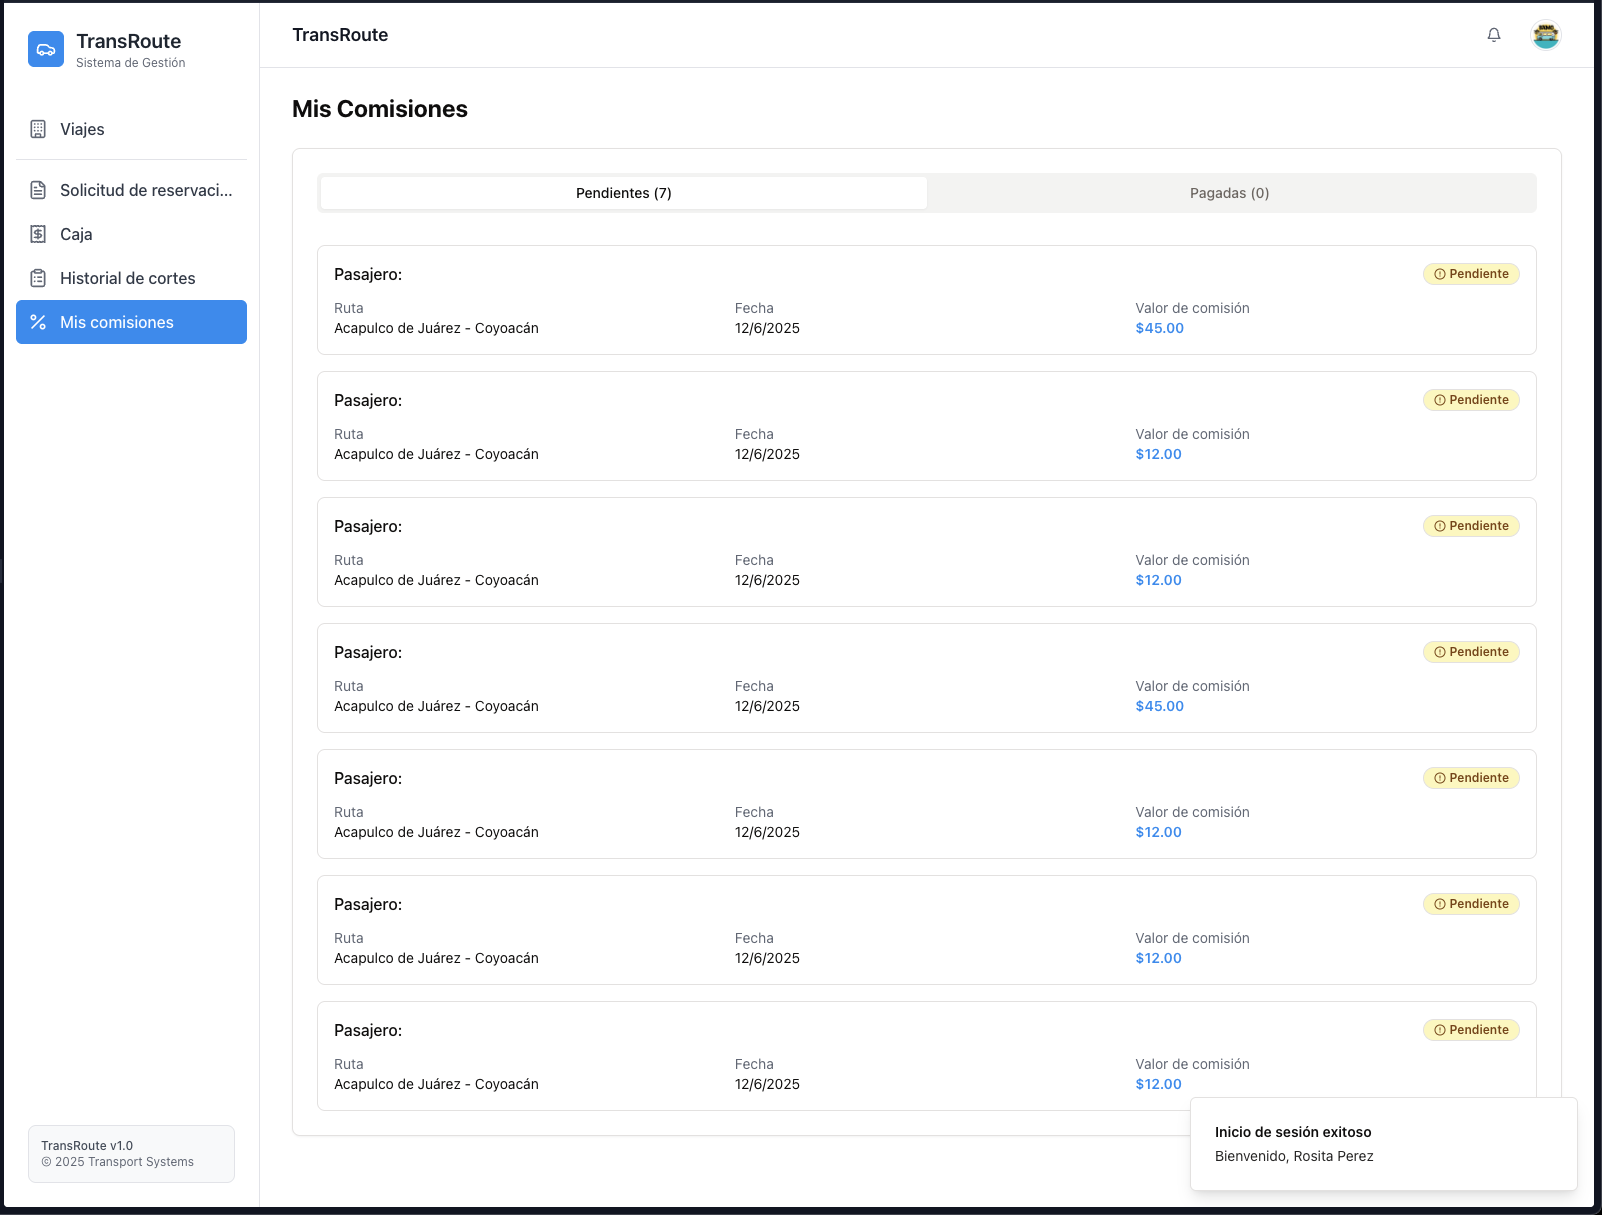 TransRoute
Sistema de Gestión
Viajes
Solicitud de reservaci...
Caja
Historial de cortes
Mis comisiones
TransRoute v1.0
© 2025 Transport Systems
TransRoute
Mis Comisiones
Pendientes (7)
Pagadas (0)
Pasajero:
Pendiente
Ruta
Fecha
Valor de comisión
Acapulco de Juárez - Coyoacán
12/6/2025
$45.00
Pasajero:
Pendiente
Ruta
Fecha
Valor de comisión
Acapulco de Juárez - Coyoacán
12/6/2025
$12.00
Pasajero:
Pendiente
Ruta
Fecha
Valor de comisión
Acapulco de Juárez - Coyoacán
12/6/2025
$12.00
Pasajero:
Pendiente
Ruta
Fecha
Valor de comisión
Acapulco de Juárez - Coyoacán
12/6/2025
$45.00
Pasajero:
Pendiente
Ruta
Fecha
Valor de comisión
Acapulco de Juárez - Coyoacán
12/6/2025
$12.00
Pasajero:
Pendiente
Ruta
Fecha
Valor de comisión
Acapulco de Juárez - Coyoacán
12/6/2025
$12.00
Pasajero:
Pendiente
Ruta
Fecha
Valor de comisión
Acapulco de Juárez - Coyoacán
12/6/2025
$12.00
Inicio de sesión exitoso
Bienvenido, Rosita Perez